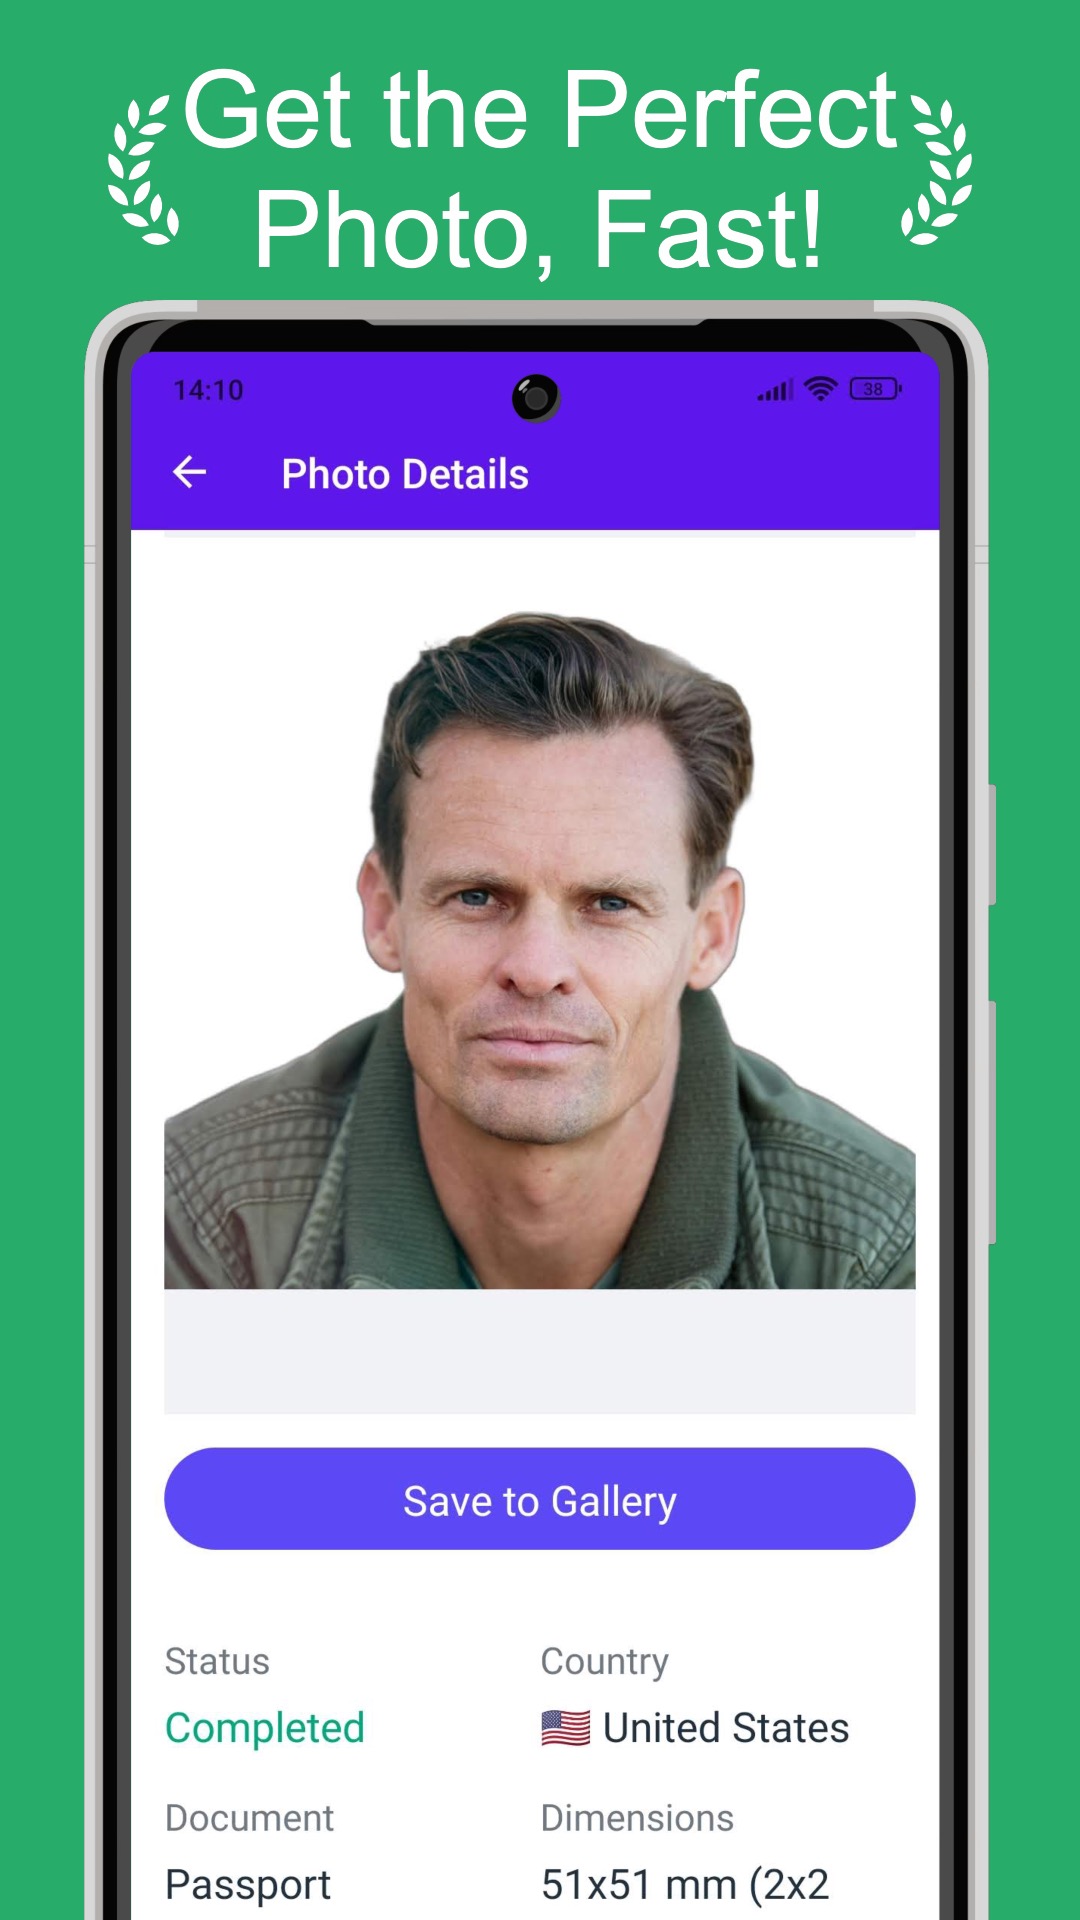 Get the Perfect
Photo, Fast!
14:10
38
Photo Details
Save to Gallery
Status
Country
Completed
United States
Document
Dimensions
Passport
51x51 mm (2x2